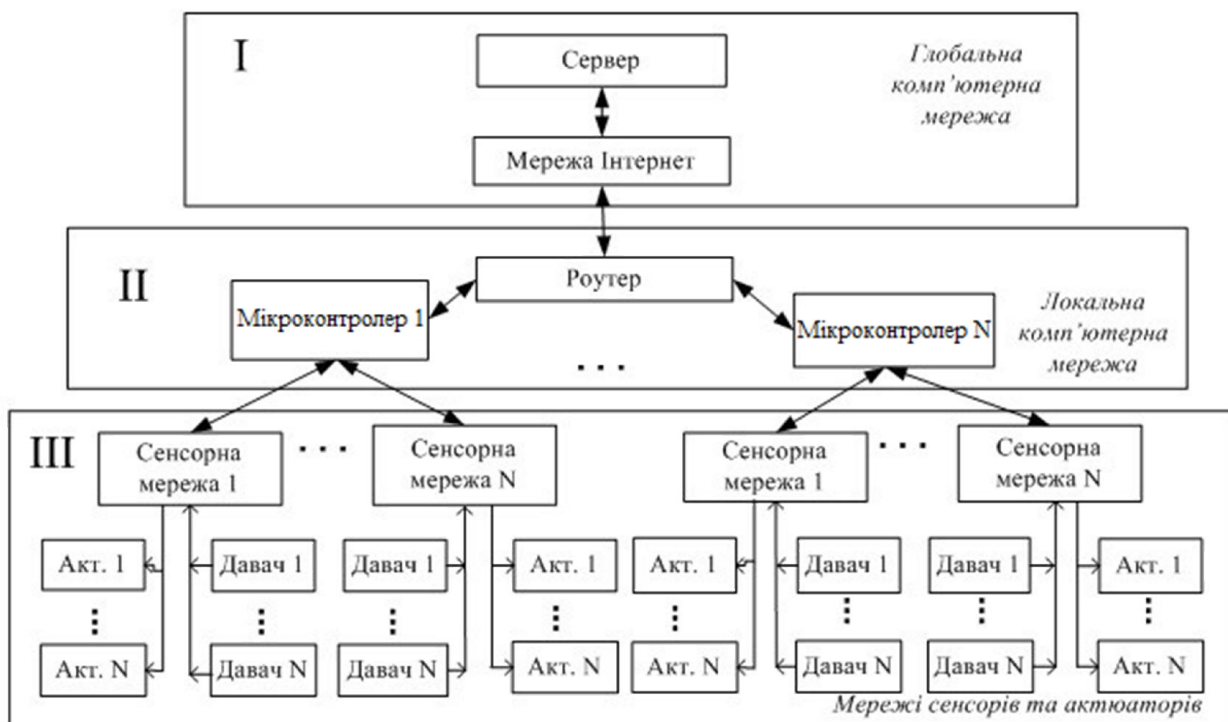 I
Сервер
Глобальна
комп’ютерна
мережа
Мережа Інтернет
II
Роутер
Мікроконтролер 1
Мікроконтролер N
Локальна
комп’ютерна
мережа
. . .
III
Сенсорна
мережа 1
. . .
Сенсорна
мережа N
Сенсорна
мережа 1
. . .
Сенсорна
мережа N
Акт. 1
Давач 1
Давач 1
Акт. 1
Акт. 1
Давач 1
Давач 1
Акт. 1
Акт. N
Давач N
Давач N
Акт. N
Акт. N
Давач N
Давач N
Акт. N
Мережі сенсорів та актюаторів